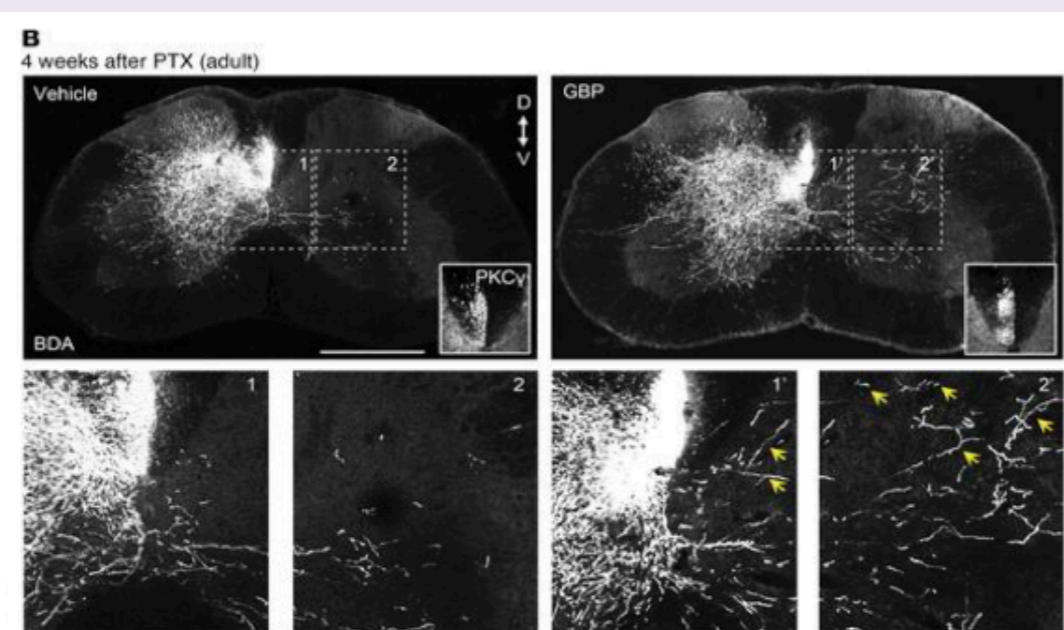 B
4 weeks after PTX (adult)
Vehicle
D
V
1
2
PKCγ
BDA
GBP
1'
2'
1
2
1'
2'